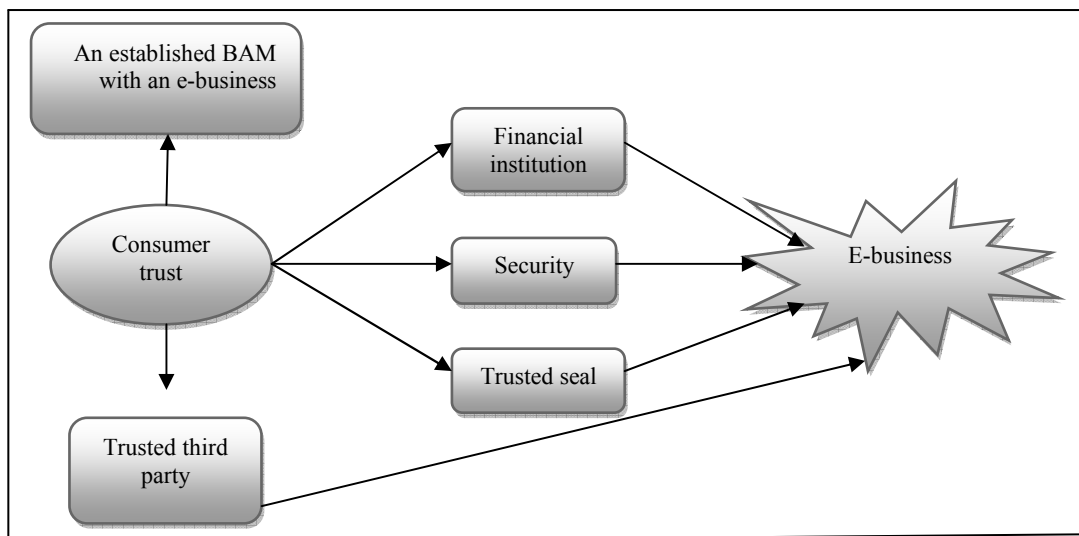 An established BAM
with an e-business
Financial
institution
Consumer
trust
Security
E-business
Trusted seal
Trusted third
party